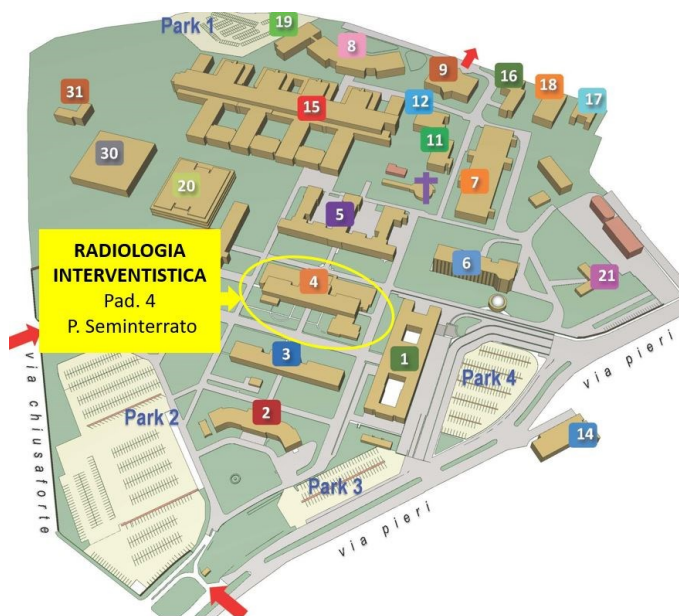 Park 1
19
8
9
16
18
17
31
15
12
11
30
20
7
5
RADIOLOGIA
INTERVENTISTICA
Pad. 4
P. Seminterrato
4
6
21
3
1
via pieri
Park 4
via chiusaforte
Park 2
2
14
Park 3
via pieri